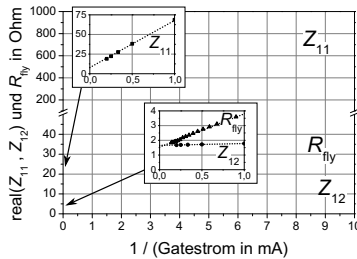 real(Z11 , Z12) und Rfly in Ohm
1000
800
600
40
30
20
10
0
75
50
25
0
0,0
0,5
1,0
Z11
Z11
4
3
2
1
0
0,0
0,5
1,0
Rfly
Z12
Rfly
Z12
0 1 2 3 4 5 6 7 8 9 10
1 / (Gatestrom in mA)